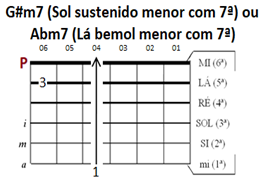 G#m7 (Sol sustenido menor com 7ª) ou
Abm7 (Lá bemol menor com 7ª)
06 05 04 03 02 01
P MI (6ª)
3 LÁ (5ª)
RÉ (4ª)
i SOL (3ª)
m SI (2ª)
a mi (1ª)
1